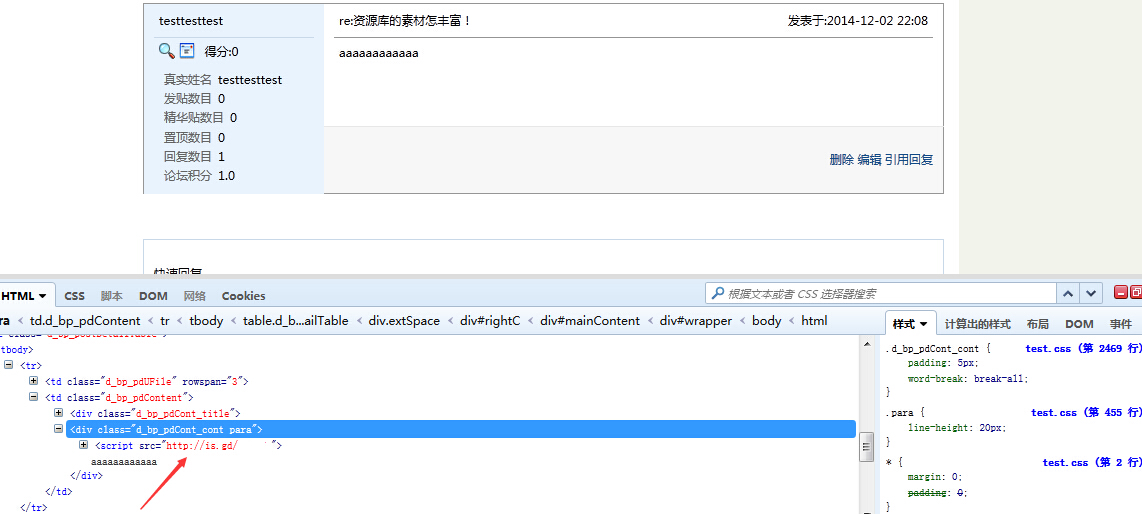 testtesttest
re:资源库的素材怎丰富！
发表于:2014-12-02 22:08
得分:0
aaaaaaaaaaaa
真实姓名 testtesttest
发贴数目 0
精华贴数目 0
置顶数目 0
回复数目 1
论坛积分 1.0
删除 编辑 引用回复
快速回复
HTML CSS 脚本 DOM 网络 Cookies
根据文本或者 CSS 选择器搜索
ra < td.d_bp_pdContent < tr < tbody < table.d_b...ailTable < div.extSpace < div#rightC < div#mainContent < div#wrapper < body < html
样式 计算出的样式 布局 DOM 事件
tbody>
<tr>
<td class="d_bp_pdUFile" rowspan="3">
<td class="d_bp_pdContent">
<div class="d_bp_pdCont_title">
<div class="d_bp_pdCont_cont para">
<script src="http://is.gd/ ">
aaaaaaaaaaaa
</div>
</td>
</tr>
.d_bp_pdCont_cont { test.css (第 2469 行)
padding: 5px;
word-break: break-all;
}
.para { test.css (第 455 行)
line-height: 20px;
}
* { test.css (第 2 行)
margin: 0;
padding: 0;
}